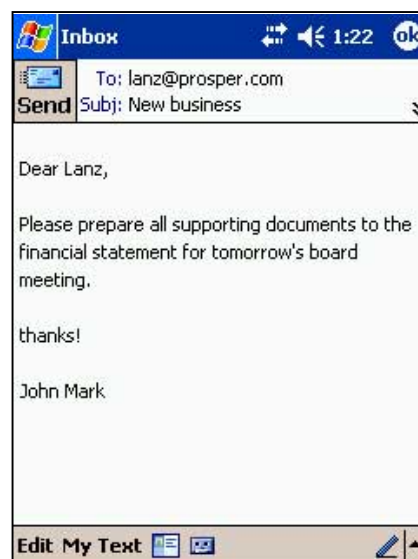 Inbox 1:22 ok
To: lanz@prosper.com
Send Subj: New business
Dear Lanz,
Please prepare all supporting documents to the
financial statement for tomorrow's board
meeting.
thanks!
John Mark
Edit My Text